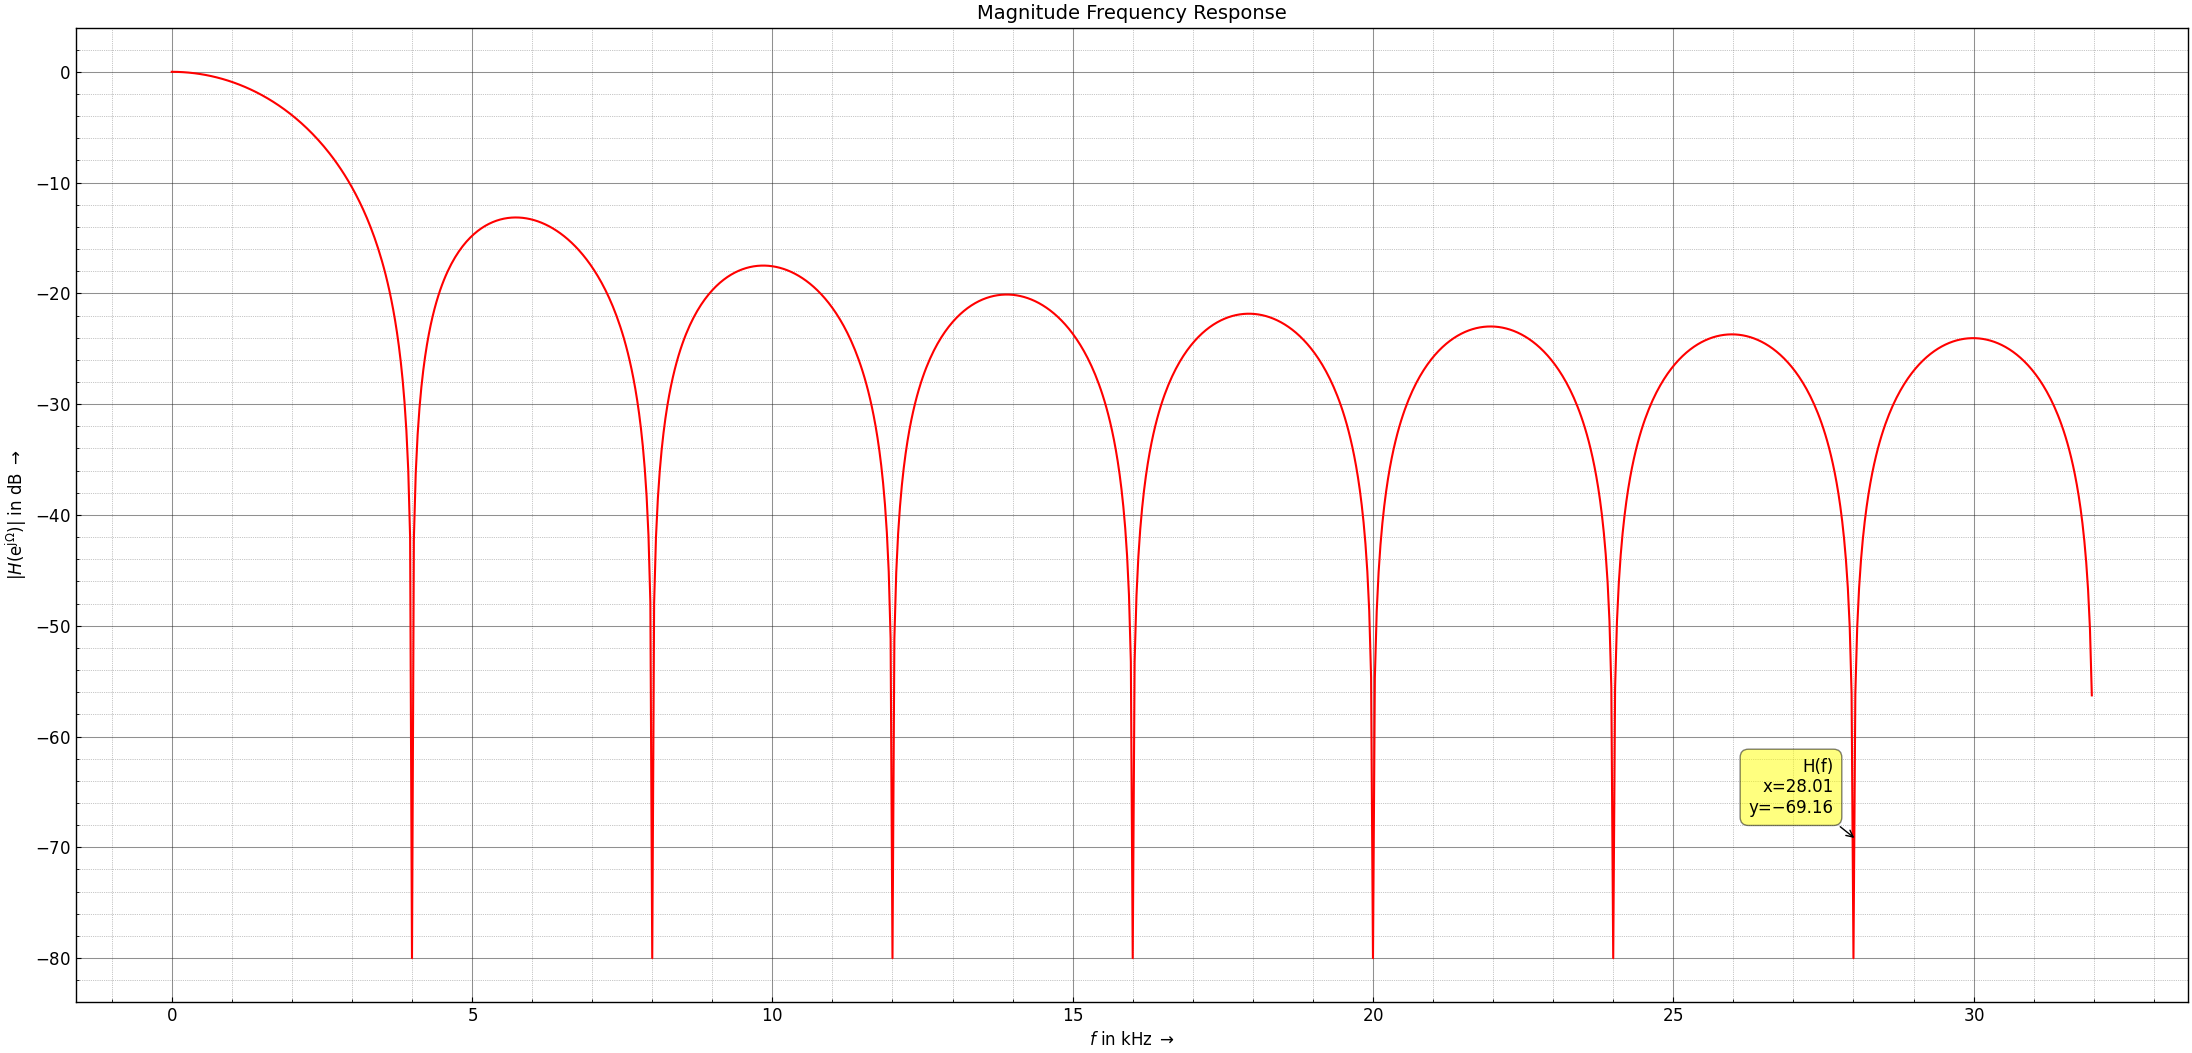 Magnitude Frequency Response
|H(e^jΩ)| in dB →
0
−10
−20
−30
−40
−50
−60
−70
−80
H(f)
x=28.01
y=−69.16
0 5 10 15 20 25 30
f in kHz →